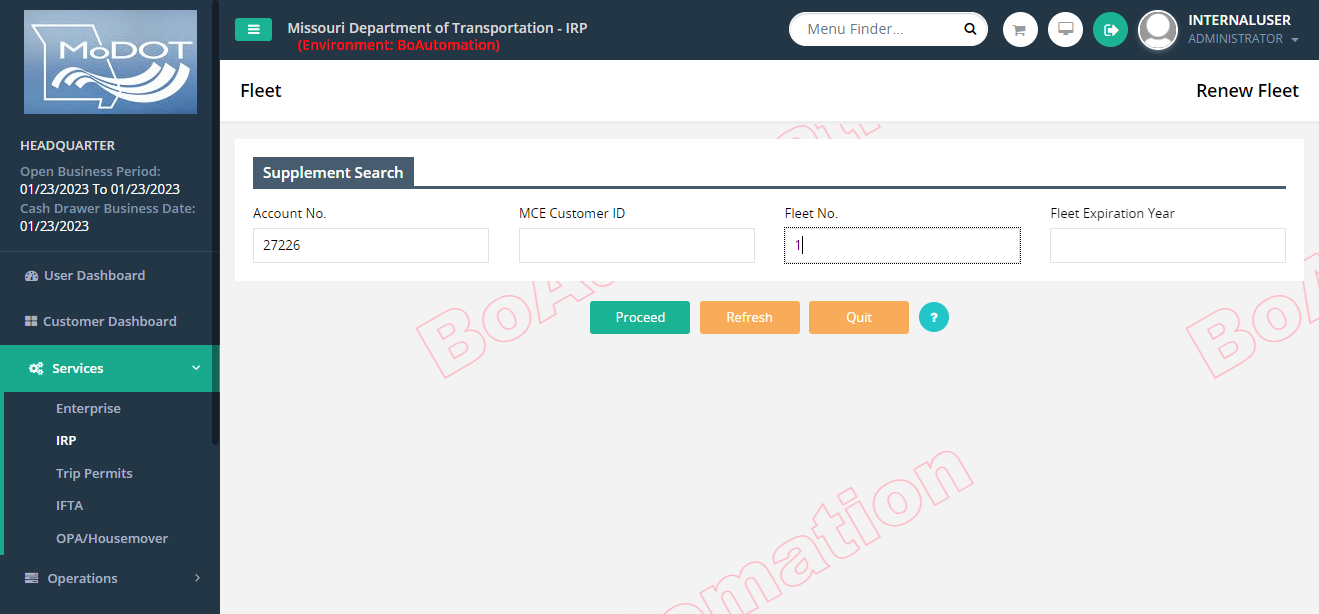 MoDOT
HEADQUARTER
Open Business Period:
01/23/2023 To 01/23/2023
Cash Drawer Business Date:
01/23/2023
User Dashboard
Customer Dashboard
Services
Enterprise
IRP
Trip Permits
IFTA
OPA/Housemover
Operations
Missouri Department of Transportation - IRP
(Environment: BoAutomation)
Menu Finder...
INTERNALUSER
ADMINISTRATOR
Fleet
Renew Fleet
Supplement Search
Account No.
MCE Customer ID
Fleet No.
Fleet Expiration Year
27226
1
Proceed
Refresh
Quit
?